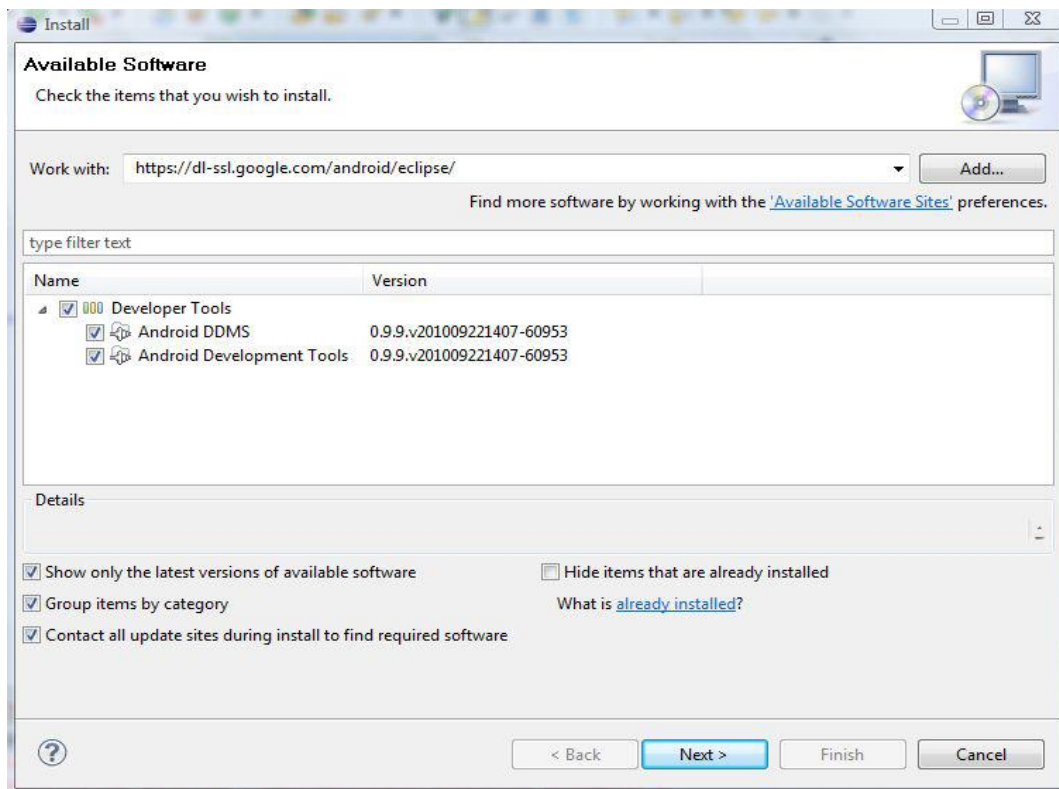 Install
Available Software
Check the items that you wish to install.
Work with: https://dl-ssl.google.com/android/eclipse/ Add...
Find more software by working with the 'Available Software Sites' preferences.
type filter text
Name Version
Developer Tools
Android DDMS 0.9.9.v201009221407-60953
Android Development Tools 0.9.9.v201009221407-60953
Details
Show only the latest versions of available software Hide items that are already installed
Group items by category What is already installed?
Contact all update sites during install to find required software
? < Back Next > Finish Cancel